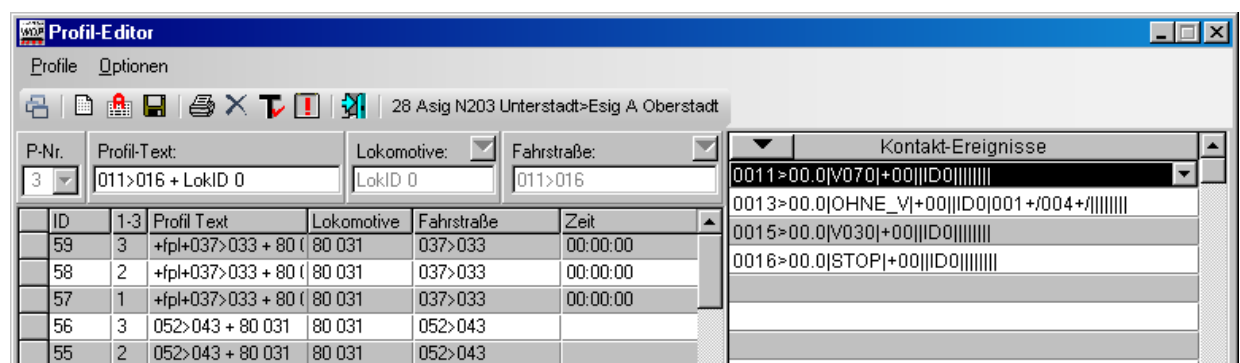 WDP Profil-Editor
Profile Optionen
28 Asig N203 Unterstadt>Esig A Oberstadt
P-Nr. Profil-Text: Lokomotive: Fahrstraße:
3 011>016 + LokID 0 LokID 0 011>016
ID 1-3 Profil Text Lokomotive Fahrstraße Zeit
59 3 +fpl+037>033 + 80 ( 80 031 037>033 00:00:00
58 2 +fpl+037>033 + 80 ( 80 031 037>033 00:00:00
57 1 +fpl+037>033 + 80 ( 80 031 037>033 00:00:00
56 3 052>043 + 80 031 80 031 052>043
55 2 052>043 + 80 031 80 031 052>043
Kontakt-Ereignisse
0011>00.0|V070|+00||ID0||||||||
0013>00.0|OHNE_V|+00||ID0|001+/004+/||||||||
0015>00.0|V030|+00||ID0||||||||
0016>00.0|STOP|+00||ID0||||||||